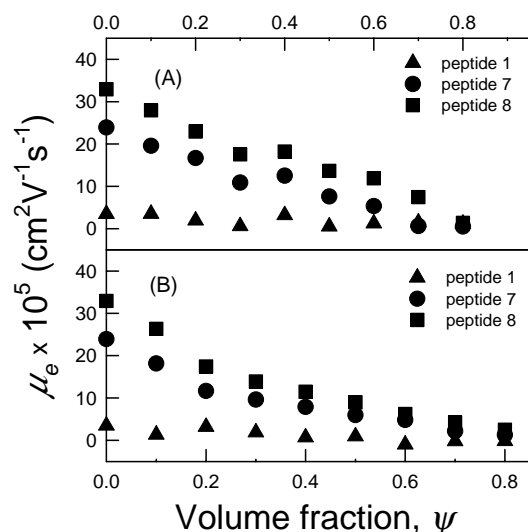 0.0 0.2 0.4 0.6 0.8
40
30
20
10
0
(A)
peptide 1
peptide 7
peptide 8
40
30
20
10
0
(B)
peptide 1
peptide 7
peptide 8
0.0 0.2 0.4 0.6 0.8
μₑ x 10⁵ (cm²V⁻¹s⁻¹)
Volume fraction, ψ